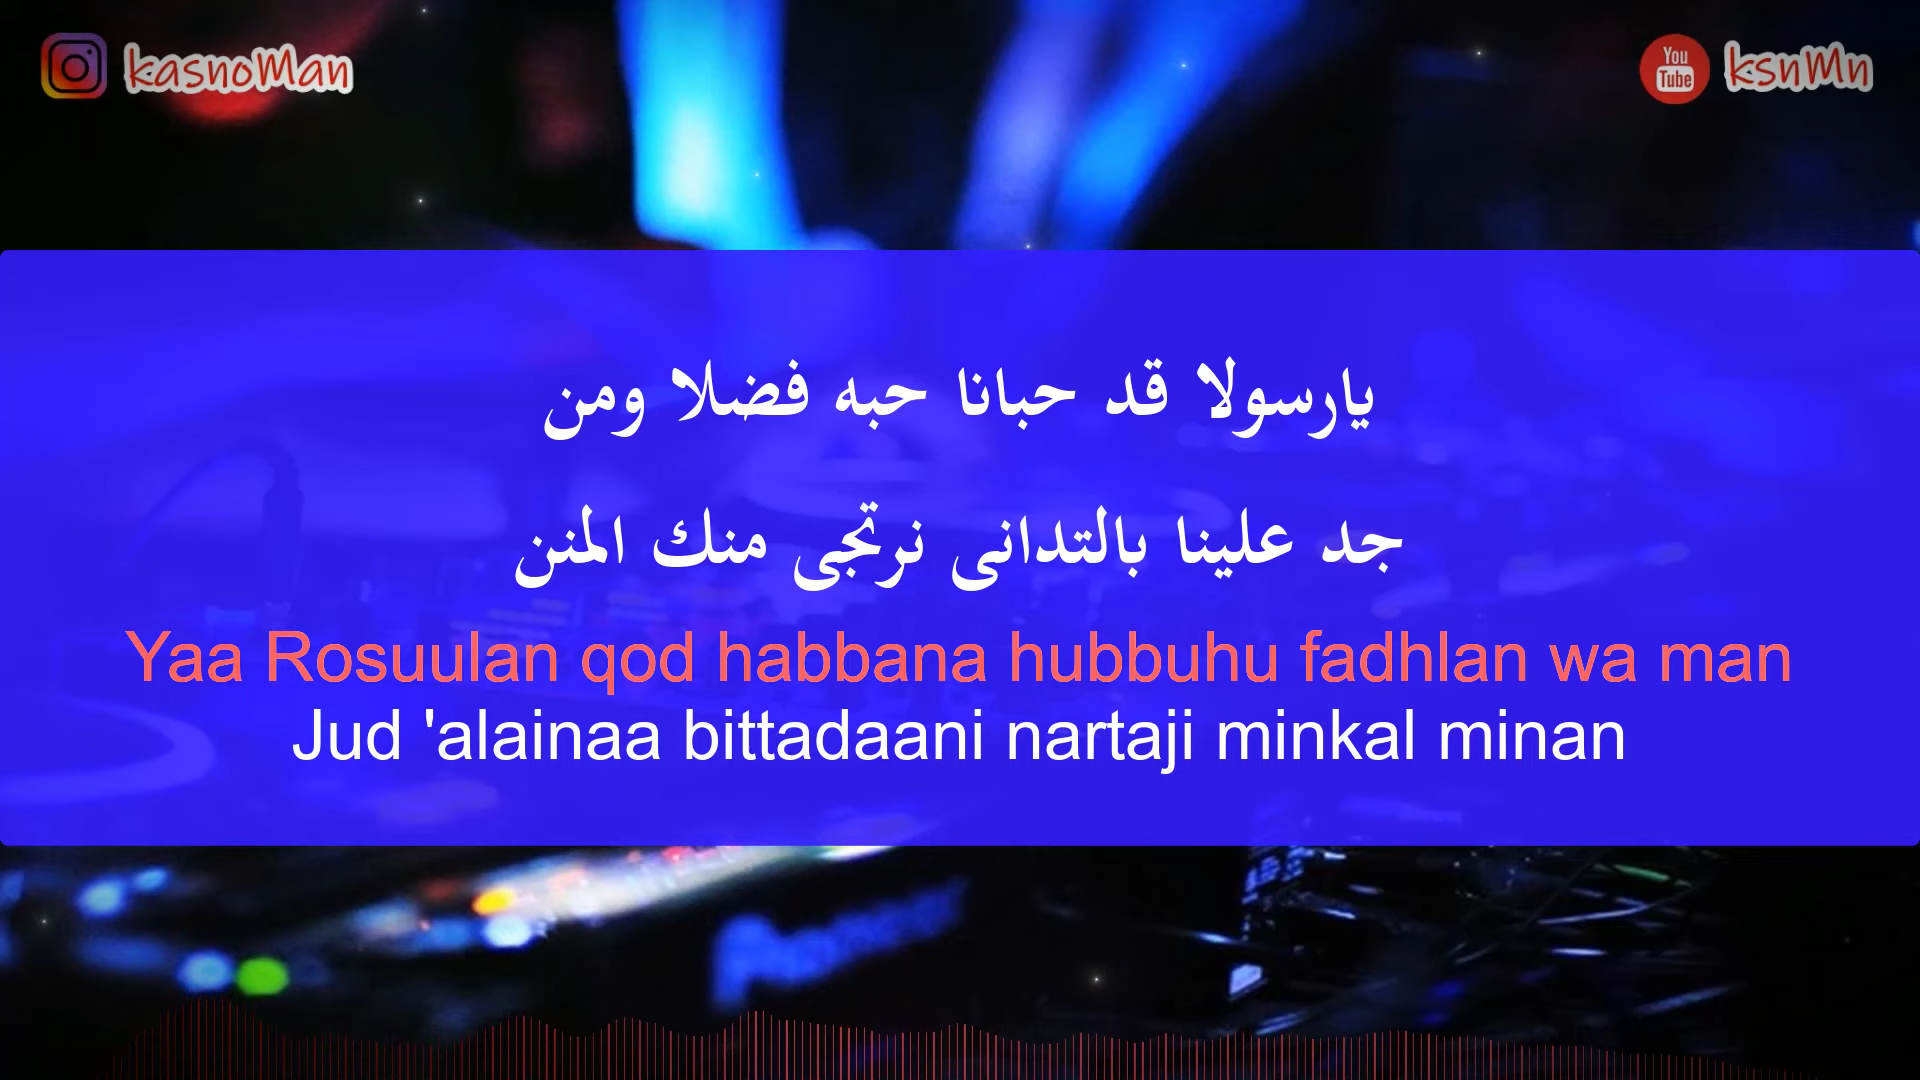 kasnoMan
You
Tube
ksnMn
يارسولا قد حبانا حبه فضلا ومن
جد علينا بالتدانى نرتجى منك المنن
Yaa Rosuulan qod habbana hubbuhu fadhlan wa man
Jud 'alainaa bittadaani nartaji minkal minan